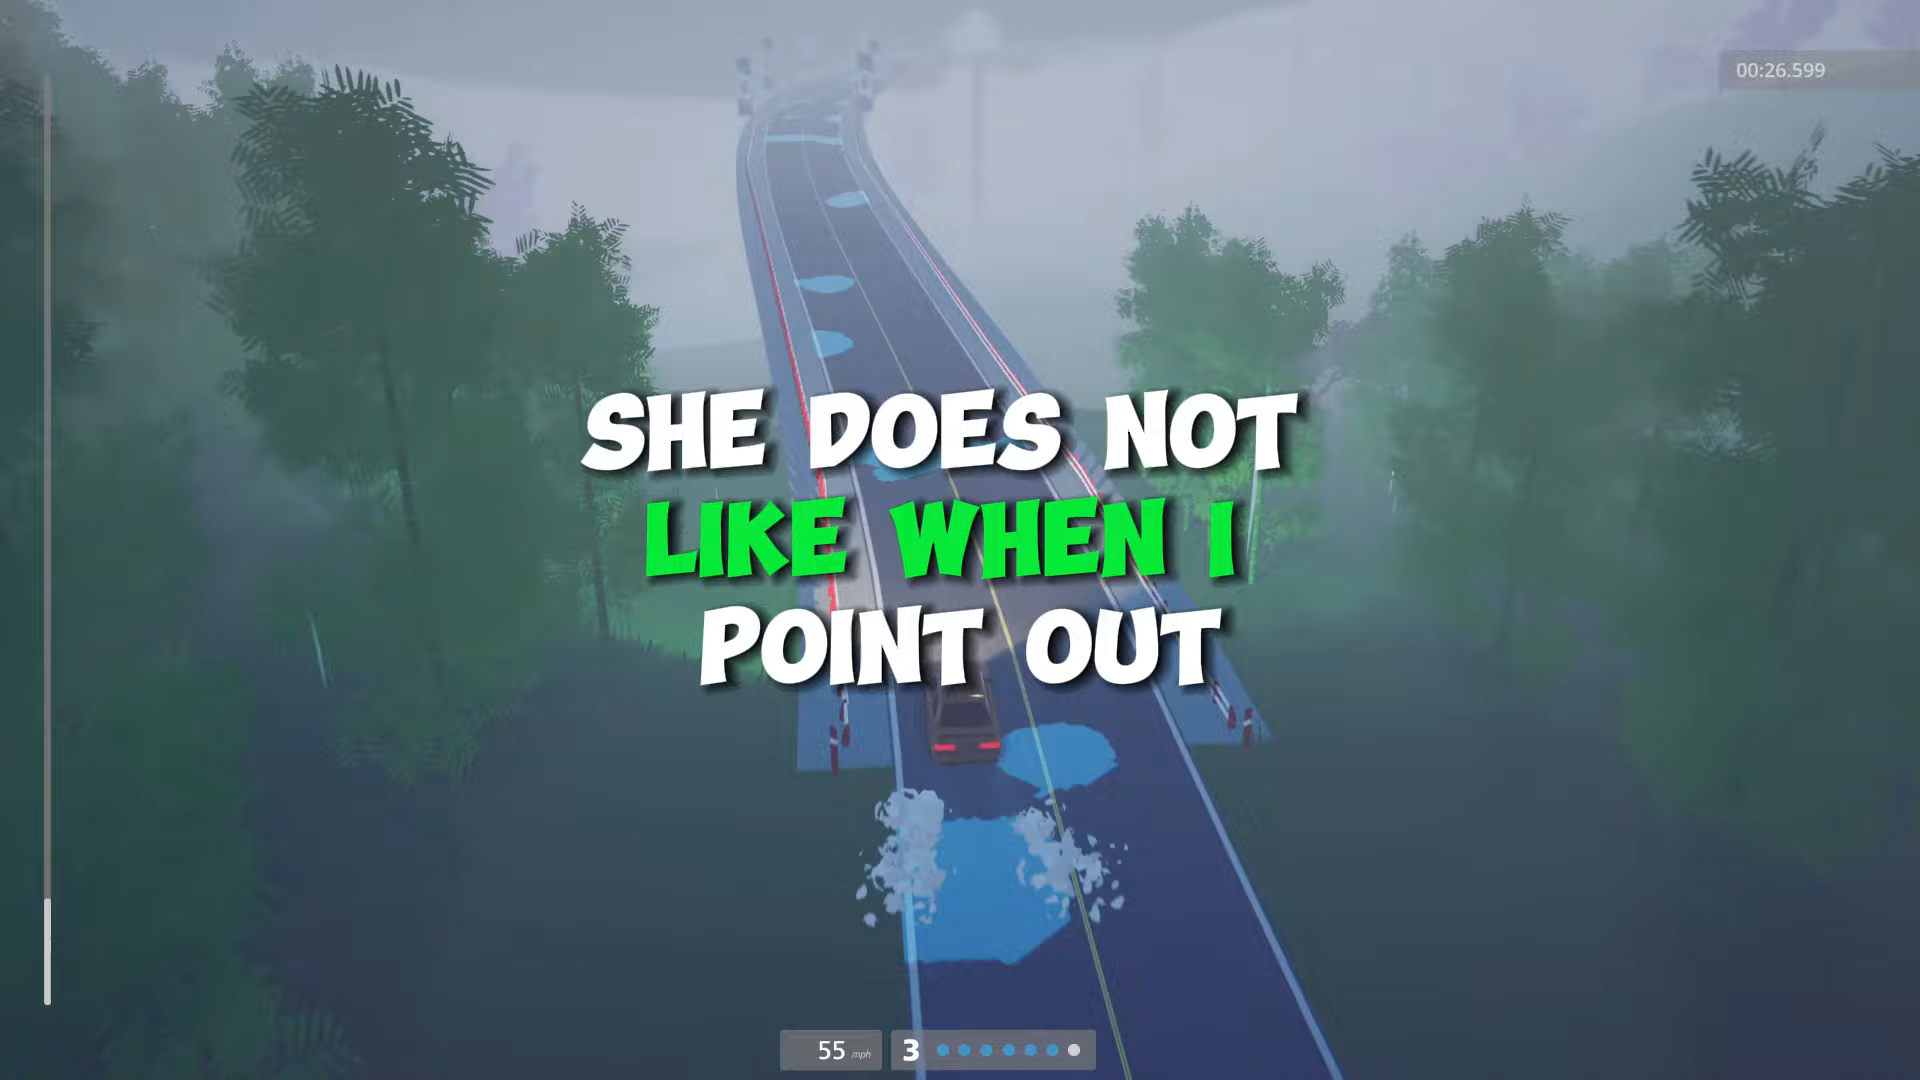 00:26.599
SHE DOES NOT
LIKE WHEN I
POINT OUT
55 mph 3